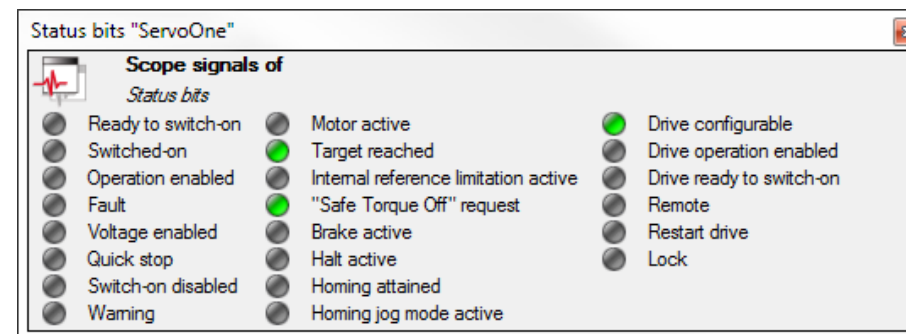 Status bits "ServoOne"
Scope signals of
Status bits
Ready to switch-on
Switched-on
Operation enabled
Fault
Voltage enabled
Quick stop
Switch-on disabled
Warning
Motor active
Target reached
Internal reference limitation active
"Safe Torque Off" request
Brake active
Halt active
Homing attained
Homing jog mode active
Drive configurable
Drive operation enabled
Drive ready to switch-on
Remote
Restart drive
Lock